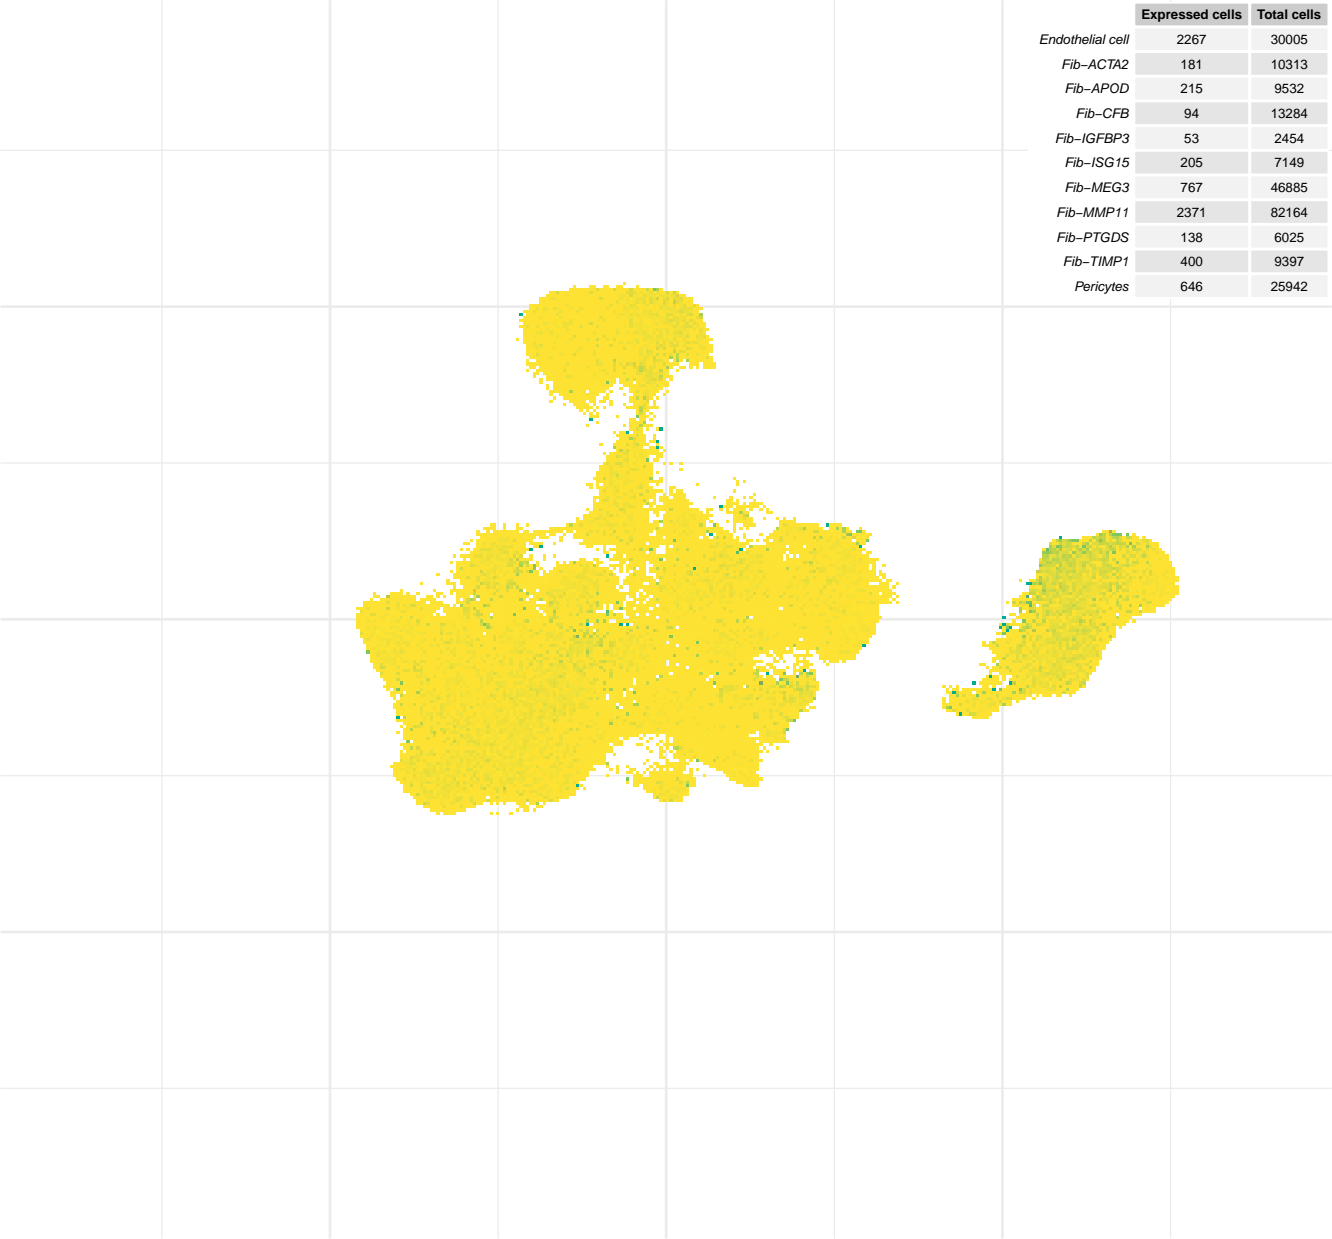 Expressed cells Total cells
Endothelial cell 2267 30005
Fib−ACTA2 181 10313
Fib−APOD 215 9532
Fib−CFB 94 13284
Fib−IGFBP3 53 2454
Fib−ISG15 205 7149
Fib−MEG3 767 46885
Fib−MMP11 2371 82164
Fib−PTGDS 138 6025
Fib−TIMP1 400 9397
Pericytes 646 25942